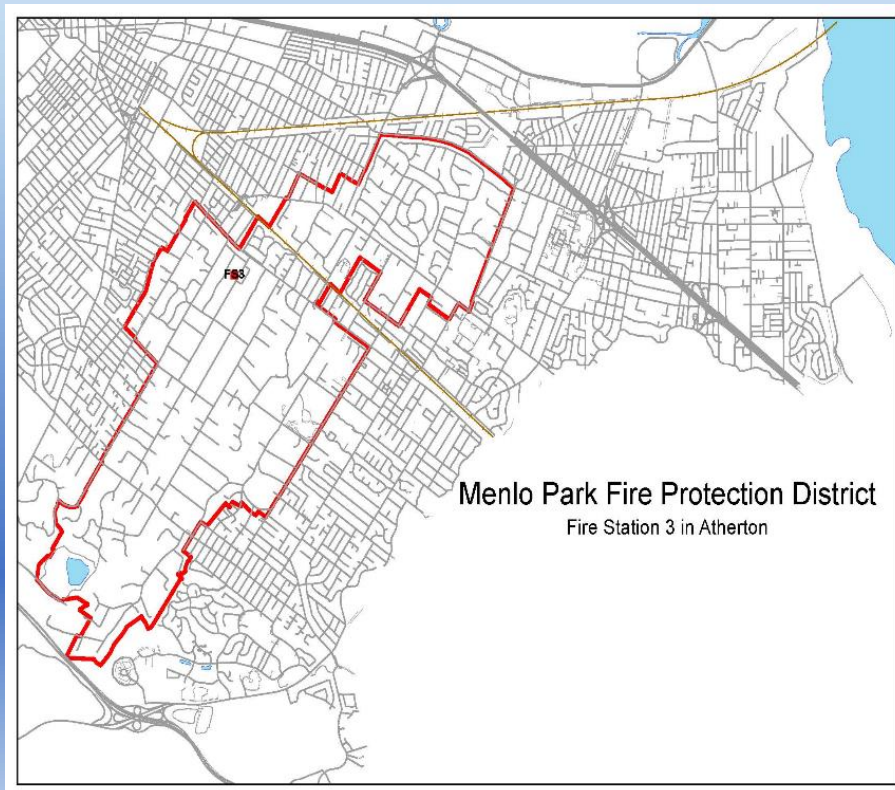 FS3
Menlo Park Fire Protection District
Fire Station 3 in Atherton